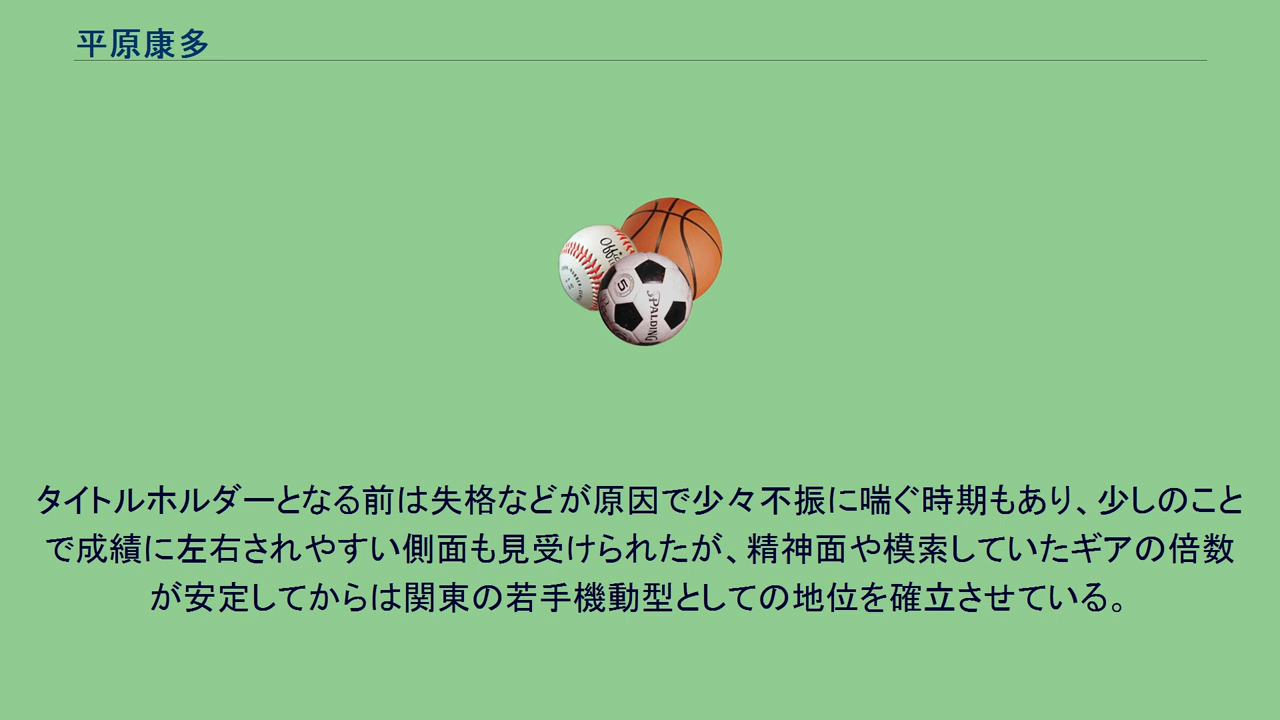 平原康多
Offic
5
SPALDING
タイトルホルダーとなる前は失格などが原因で少々不振に喘ぐ時期もあり、少しのこと
で成績に左右されやすい側面も見受けられたが、精神面や模索していたギアの倍数
が安定してからは関東の若手機動型としての地位を確立させている。